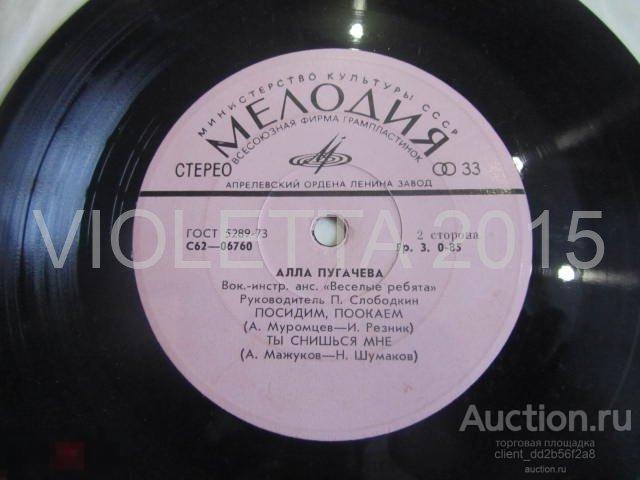 МИНИСТЕРСТВО КУЛЬТУРЫ СССР
МЕЛОДИЯ
ВСЕСОЮЗНАЯ ФИРМА ГРАМПЛАСТИНОК
СТЕРЕО 33
АПРЕЛЕВСКИЙ ОРДЕНА ЛЕНИНА ЗАВОД
VIOLETTA 2015
ГОСТ 5289-73 2 сторона
С62—06760 Гр. 3. 0-85
АЛЛА ПУГАЧЕВА
Вок.-инстр. анс. «Веселые ребята»
Руководитель П. Слободкин
ПОСИДИМ, ПООКАЕМ
(А. Муромцев—И. Резник)
ТЫ СНИШЬСЯ МНЕ
(А. Мажуков—Н. Шумаков)
Auction.ru
торговая площадка
client_dd2b56f2a8
auction.ru